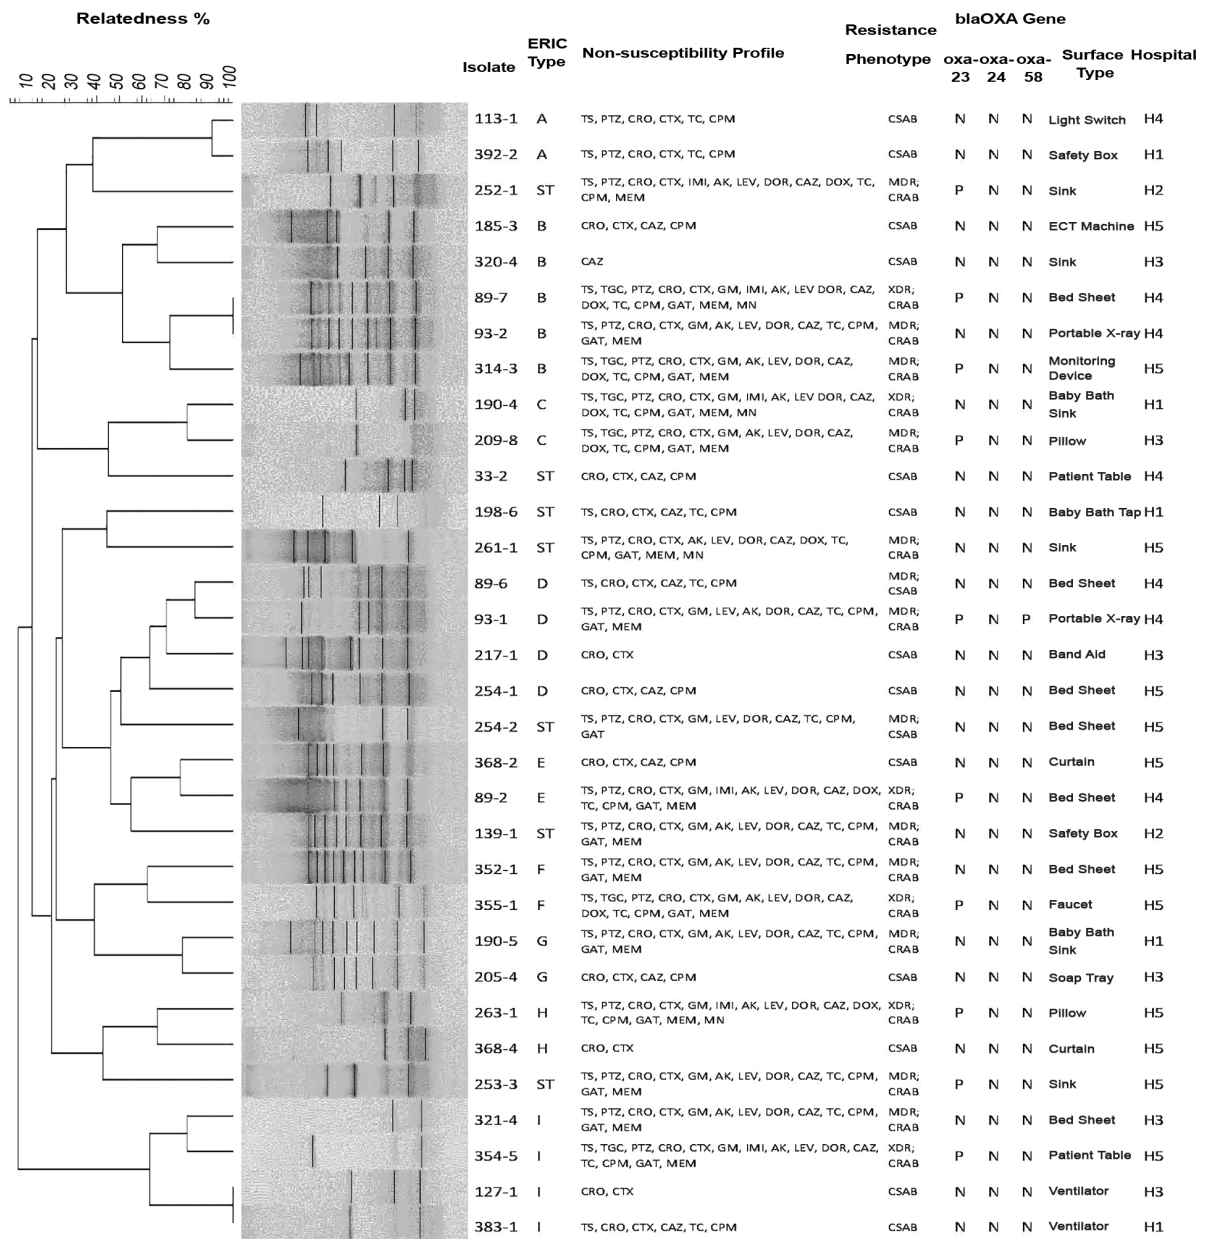 Relatedness %
10 20 30 40 50 60 70 80 90 100
Isolate
ERIC
Type
Non-susceptibility Profile
Resistance
Phenotype
blaOXA Gene
oxa-23
oxa-24
oxa-58
Surface
Type
Hospital
113-1 A TS, PTZ, CRO, CTX, TC, CPM CSAB N N N Light Switch H4
392-2 A TS, PTZ, CRO, CTX, TC, CPM CSAB N N N Safety Box H1
252-1 ST TS, PTZ, CRO, CTX, IMI, AK, LEV, DOR, CAZ, DOX, TC, MDR; P N N Sink H2
CPM, MEM CRAB
185-3 B CRO, CTX, CAZ, CPM CSAB N N N ECT Machine H5
320-4 B CAZ CSAB N N N Sink H3
89-7 B TS, TGC, PTZ, CRO, CTX, GM, IMI, AK, LEV DOR, CAZ, XDR; P N N Bed Sheet H4
DOX, TC, CPM, GAT, MEM, MN CRAB
93-2 B TS, PTZ, CRO, CTX, GM, AK, LEV, DOR, CAZ, TC, CPM, MDR; N N N Portable X-ray H4
GAT, MEM CRAB
314-3 B TS, TGC, PTZ, CRO, CTX, GM, AK, LEV, DOR, CAZ, MDR; P N N Monitoring H5
DOX, TC, CPM, GAT, MEM CRAB Device
190-4 C TS, TGC, PTZ, CRO, CTX, GM, IMI, AK, LEV DOR, CAZ, XDR; N N N Baby Bath H1
DOX, TC, CPM, GAT, MEM, MN CRAB Sink
209-8 C TS, TGC, PTZ, CRO, CTX, GM, AK, LEV, DOR, CAZ, MDR; P N N Pillow H3
DOX, TC, CPM, GAT, MEM CRAB
33-2 ST CRO, CTX, CAZ, CPM CSAB N N N Patient Table H4
198-6 ST TS, CRO, CTX, CAZ, TC, CPM CSAB N N N Baby Bath Tap H1
261-1 ST TS, PTZ, CRO, CTX, AK, LEV, DOR, CAZ, DOX, TC, MDR; N N N Sink H5
CPM, GAT, MEM, MN CRAB
89-6 D TS, CRO, CTX, CAZ, TC, CPM MDR; N N N Bed Sheet H4
CSAB
93-1 D TS, PTZ, CRO, CTX, GM, LEV, AK, DOR, CAZ, TC, CPM, MDR; P N P Portable X-ray H4
GAT, MEM CRAB
217-1 D CRO, CTX CSAB N N N Band Aid H3
254-1 D CRO, CTX, CAZ, CPM CSAB N N N Bed Sheet H5
254-2 ST TS, PTZ, CRO, CTX, GM, LEV, DOR, CAZ, TC, CPM, MDR; N N N Bed Sheet H5
GAT CSAB
368-2 E CRO, CTX, CAZ, CPM CSAB N N N Curtain H5
89-2 E TS, PTZ, CRO, CTX, GM, IMI, AK, LEV, DOR, CAZ, DOX, XDR; P N N Bed Sheet H4
TC, CPM, GAT, MEM CRAB
139-1 ST TS, PTZ, CRO, CTX, GM, AK, LEV, DOR, CAZ, TC, CPM, MDR; N N N Safety Box H2
GAT, MEM CRAB
352-1 F TS, PTZ, CRO, CTX, GM, AK, LEV, DOR, CAZ, TC, CPM, MDR; N N N Bed Sheet H5
GAT, MEM CRAB
355-1 F TS, TGC, PTZ, CRO, CTX, GM, AK, LEV, DOR, CAZ, XDR; P N N Faucet H5
DOX, TC, CPM, GAT, MEM CRAB
190-5 G TS, PTZ, CRO, CTX, GM, AK, LEV, DOR, CAZ, TC, CPM, MDR; N N N Baby Bath H1
GAT, MEM CRAB Sink
205-4 G CRO, CTX, CAZ, CPM CSAB N N N Soap Tray H3
263-1 H TS, PTZ, CRO, CTX, GM, IMI, AK, LEV, DOR, CAZ, DOX, XDR; P N N Pillow H5
TC, CPM, GAT, MEM, MN CRAB
368-4 H CRO, CTX CSAB N N N Curtain H5
253-3 ST TS, PTZ, CRO, CTX, GM, AK, LEV, DOR, CAZ, TC, CPM, MDR; P N N Sink H5
GAT, MEM CRAB
321-4 I TS, PTZ, CRO, CTX, GM, AK, LEV, DOR, CAZ, TC, CPM, MDR; N N N Bed Sheet H3
GAT, MEM CRAB
354-5 I TS, TGC, PTZ, CRO, CTX, GM, IMI, AK, LEV, DOR, CAZ, XDR; P N N Patient Table H5
TC, CPM, GAT, MEM CRAB
127-1 I CRO, CTX CSAB N N N Ventilator H3
383-1 I TS, CRO, CTX, CAZ, TC, CPM CSAB N N N Ventilator H1